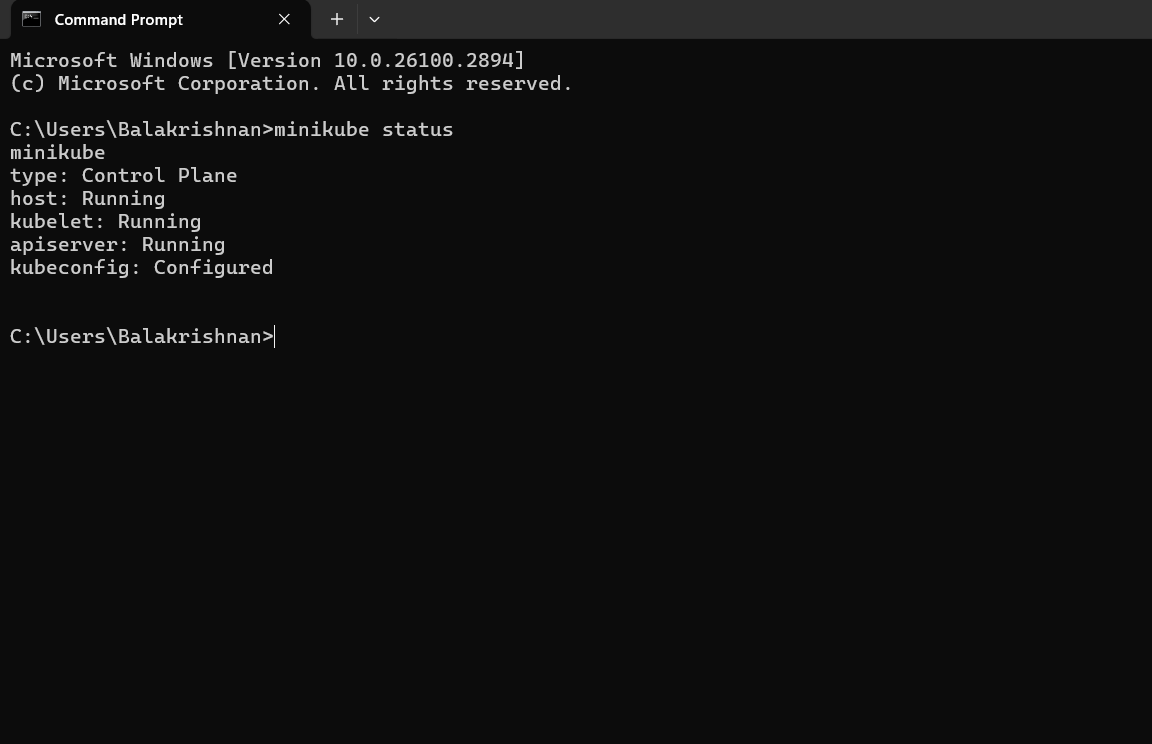 Command Prompt
Microsoft Windows [Version 10.0.26100.2894]
(c) Microsoft Corporation. All rights reserved.
C:\Users\Balakrishnan>minikube status
minikube
type: Control Plane
host: Running
kubelet: Running
apiserver: Running
kubeconfig: Configured
C:\Users\Balakrishnan>